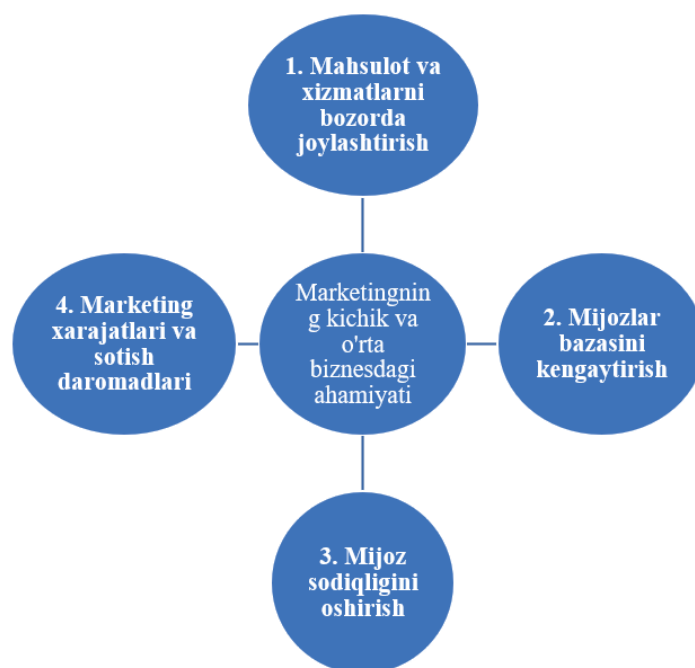 1. Mahsulot va
xizmatlarni
bozorda
joylashtirish
4. Marketing
xarajatlari va
sotish
daromadlari
Marketingnin
g kichik va
o'rta
biznesdagi
ahamiyati
2. Mijozlar
bazasini
kengaytirish
3. Mijoz
sodiqligini
oshirish